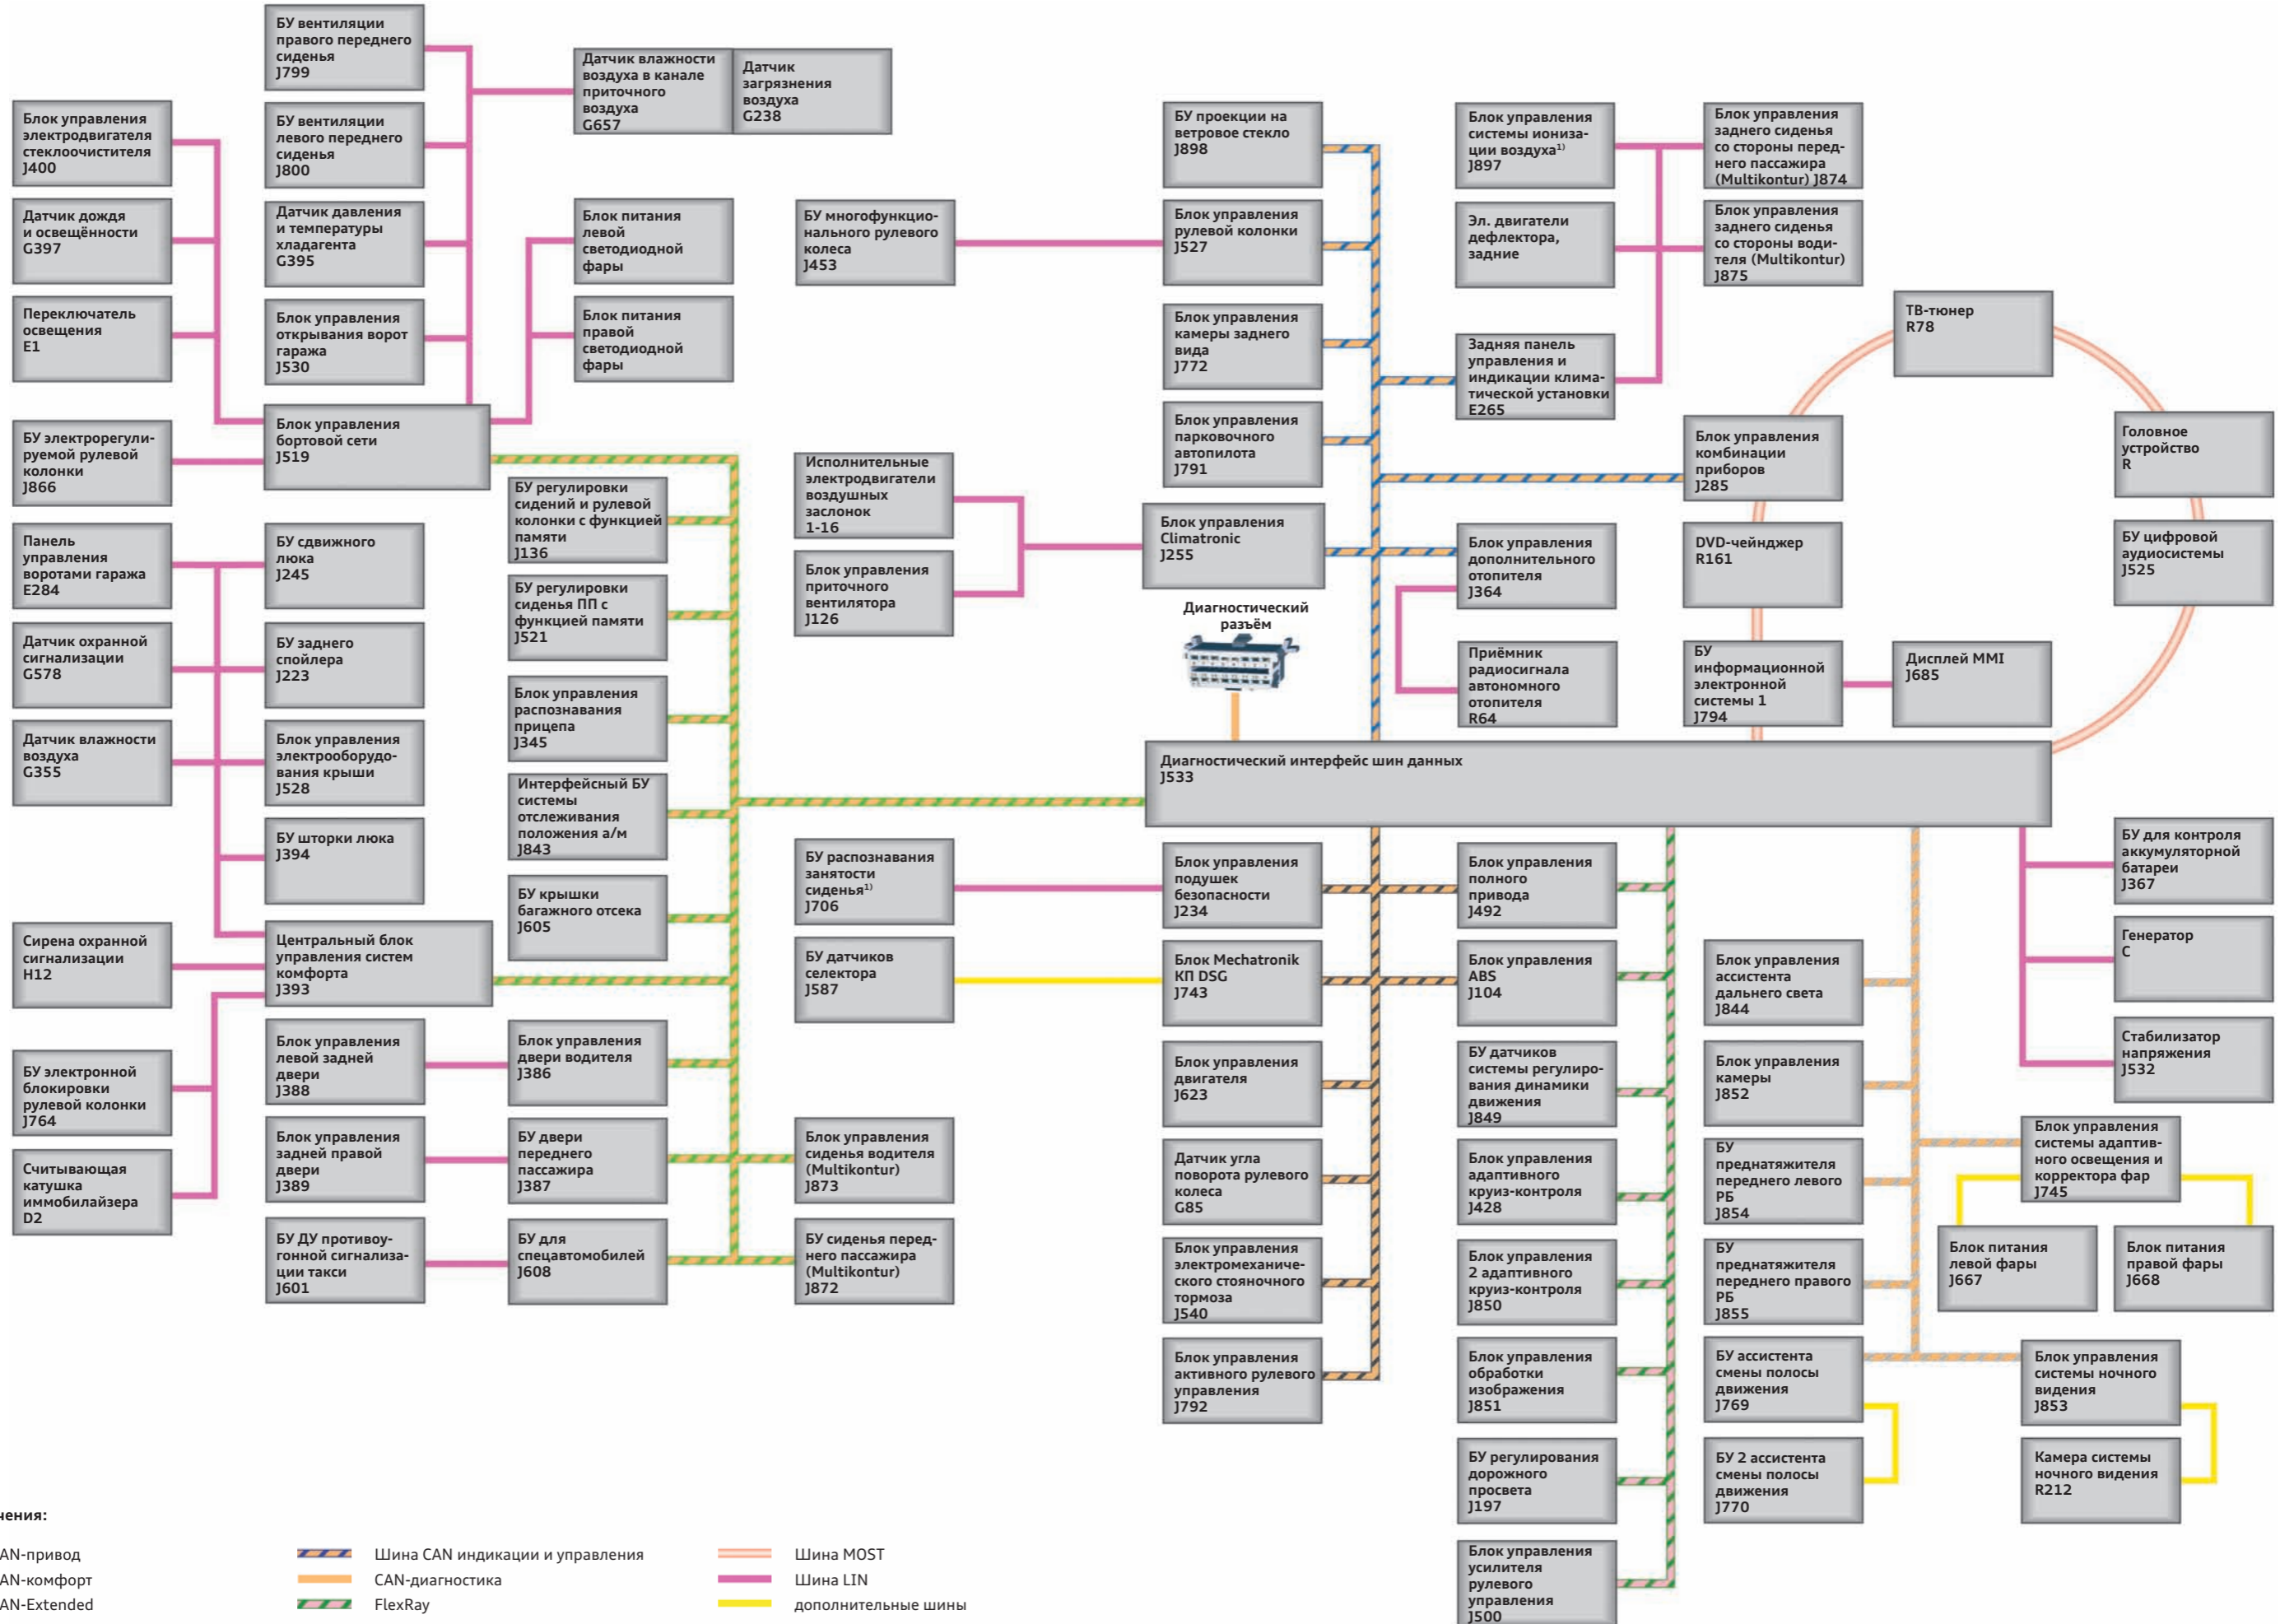 БУ вентиляции
правого переднего
сиденья
J799
Датчик влажности
воздуха в канале
приточного
воздуха
G657
Датчик
загрязнения
воздуха
G238
Блок управления
электродвигателя
стеклоочистителя
J400
БУ вентиляции
левого переднего
сиденья
J800
Датчик дождя
и освещённости
G397
Датчик давления
и температуры
хладагента
G395
Блок питания
левой
светодиодной
фары
Переключатель
освещения
E1
Блок управления
открывания ворот
гаража
J530
Блок питания
правой
светодиодной
фары
БУ электрорегули-
руемой рулевой
колонки
J866
Блок управления
бортовой сети
J519
Панель
управления
воротами гаража
E284
БУ сдвижного
люка
J245
Датчик охранной
сигнализации
G578
БУ заднего
спойлера
J223
Датчик влажности
воздуха
G355
Блок управления
электрооборудо-
вания крыши
J528
БУ шторки люка
J394
Сирена охранной
сигнализации
H12
Центральный блок
управления систем
комфорта
J393
БУ электронной
блокировки
рулевой колонки
J764
Считывающая
катушка
иммобилайзера
D2
Блок управления
левой задней
двери
J388
Блок управления
задней правой
двери
J389
БУ ДУ противоу-
гонной сигнализа-
ции такси
J601
БУ регулировки
сидений и рулевой
колонки с функцией
памяти
J136
БУ регулировки
сиденья ПП с
функцией памяти
J521
Блок управления
распознавания
прицепа
J345
Интерфейсный БУ
системы
отслеживания
положения а/м
J843
БУ крышки
багажного отсека
J605
Блок управления
двери водителя
J386
БУ двери
переднего
пассажира
J387
БУ для
спецавтомобилей
J608
БУ многофункцио-
нального рулевого
колеса
J453
Исполнительные
электродвигатели
воздушных
заслонок
1-16
Блок управления
приточного
вентилятора
J126
БУ распознавания
занятости
сиденья¹⁾
J706
БУ датчиков
селектора
J587
Блок управления
сиденья водителя
(Multikontur)
J873
БУ сиденья перед-
него пассажира
(Multikontur)
J872
БУ проекции на
ветровое стекло
J898
Блок управления
рулевой колонки
J527
Блок управления
камеры заднего
вида
J772
Блок управления
парковочного
автопилота
J791
Блок управления
Climatronic
J255
Диагностический
разъём
Блок управления
системы иониза-
ции воздуха¹⁾
J897
Эл. двигатели
дефлектора,
задние
Задняя панель
управления и
индикации клима-
тической установки
E265
Блок управления
дополнительного
отопителя
J364
Приёмник
радиосигнала
автономного
отопителя
R64
Блок управления
заднего сиденья
со стороны перед-
него пассажира
(Multikontur) J874
Блок управления
заднего сиденья
со стороны води-
теля (Multikontur)
J875
ТВ-тюнер
R78
Блок управления
комбинации
приборов
J285
Головное
устройство
R
DVD-чейнджер
R161
БУ цифровой
аудиосистемы
J525
БУ
информационной
электронной
системы 1
J794
Дисплей MMI
J685
Диагностический интерфейс шин данных
J533
Блок управления
подушек
безопасности
J234
Блок Mechatronik
КП DSG
J743
Блок управления
двигателя
J623
Датчик угла
поворота рулевого
колеса
G85
Блок управления
электромеханиче-
ского стояночного
тормоза
J540
Блок управления
активного рулевого
управления
J792
Блок управления
полного
привода
J492
Блок управления
ABS
J104
БУ датчиков
системы регулиро-
вания динамики
движения
J849
Блок управления
адаптивного
круиз-контроля
J428
Блок управления
2 адаптивного
круиз-контроля
J850
Блок управления
обработки
изображения
J851
БУ регулирования
дорожного
просвета
J197
Блок управления
усилителя
рулевого
управления
J500
Блок управления
ассистента
дальнего света
J844
Блок управления
камеры
J852
БУ
преднатяжителя
переднего левого
РБ
J854
БУ
преднатяжителя
переднего правого
РБ
J855
БУ ассистента
смены полосы
движения
J769
БУ 2 ассистента
смены полосы
движения
J770
БУ для контроля
аккумуляторной
батареи
J367
Генератор
C
Стабилизатор
напряжения
J532
Блок управления
системы адаптив-
ного освещения и
корректора фар
J745
Блок питания
левой фары
J667
Блок питания
правой фары
J668
Блок управления
системы ночного
видения
J853
Камера системы
ночного видения
R212
чения:
AN-привод
AN-комфорт
AN-Extended
Шина CAN индикации и управления
CAN-диагностика
FlexRay
Шина MOST
Шина LIN
дополнительные шины